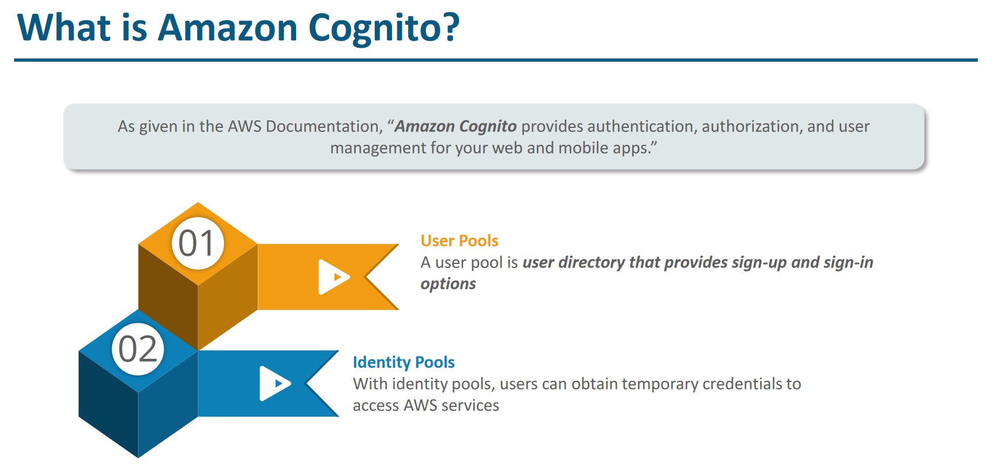 What is Amazon Cognito?
As given in the AWS Documentation, “Amazon Cognito provides authentication, authorization, and user
management for your web and mobile apps.”
01
User Pools
A user pool is user directory that provides sign-up and sign-in
options
02
Identity Pools
With identity pools, users can obtain temporary credentials to
access AWS services